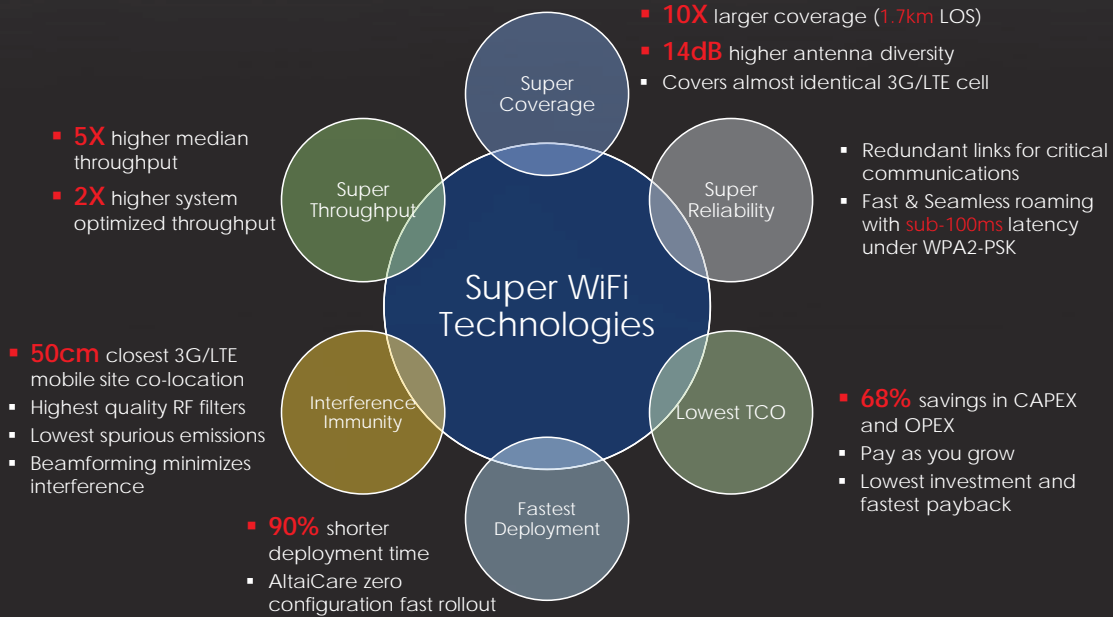 Super WiFi
Technologies
Super
Coverage
▪ 10X larger coverage (1.7km LOS)
▪ 14dB higher antenna diversity
▪ Covers almost identical 3G/LTE cell
Super
Reliability
▪ Redundant links for critical
communications
▪ Fast & Seamless roaming
with sub-100ms latency
under WPA2-PSK
Lowest TCO
▪ 68% savings in CAPEX
and OPEX
▪ Pay as you grow
▪ Lowest investment and
fastest payback
Fastest
Deployment
▪ 90% shorter
deployment time
▪ AltaiCare zero
configuration fast rollout
Interference
Immunity
▪ 50cm closest 3G/LTE
mobile site co-location
▪ Highest quality RF filters
▪ Lowest spurious emissions
▪ Beamforming minimizes
interference
Super
Throughput
▪ 5X higher median
throughput
▪ 2X higher system
optimized throughput